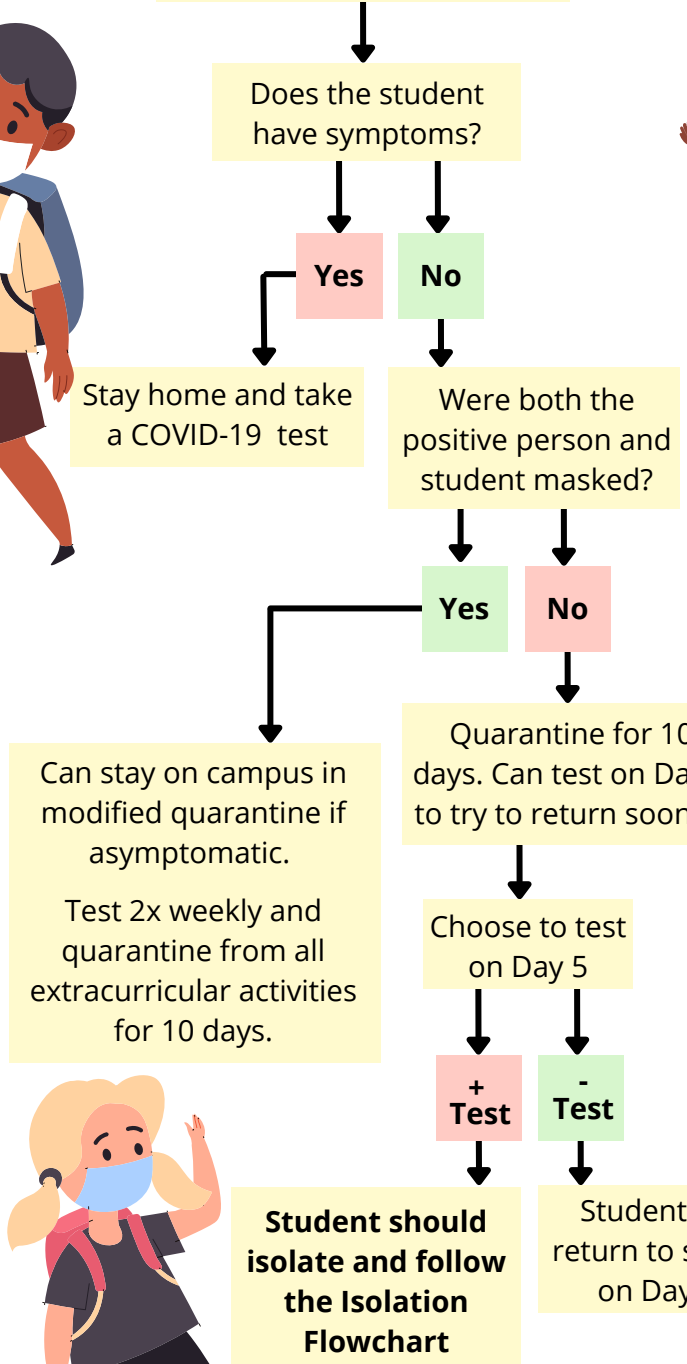 Does the student
have symptoms?
Yes
No
Stay home and take
a COVID-19 test
Were both the
positive person and
student masked?
Yes
No
Quarantine for 10
days. Can test on
to try to return
Can stay on campus in
modified quarantine if
asymptomatic.
Test 2x weekly and
quarantine from all
extracurricular activities
for 10 days.
Choose to test
on Day 5
+
Test
-
Test
Student should
isolate and follow
the Isolation
Flowchart
Student
return to
on